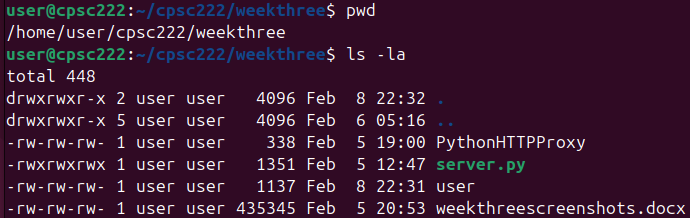 user@cpsc222:~/cpsc222/weekthree$ pwd
/home/user/cpsc222/weekthree
user@cpsc222:~/cpsc222/weekthree$ ls -la
total 448
drwxrwxr-x 2 user user   4096 Feb  8 22:32 .
drwxrwxr-x 5 user user   4096 Feb  6 05:16 ..
-rw-rw-rw- 1 user user    338 Feb  5 19:00 PythonHTTPProxy
-rwxrwxrwx 1 user user   1351 Feb  5 12:47 server.py
-rw-rw-rw- 1 user user   1137 Feb  8 22:31 user
-rw-rw-rw- 1 user user 435345 Feb  5 20:53 weekthreescreenshots.docx